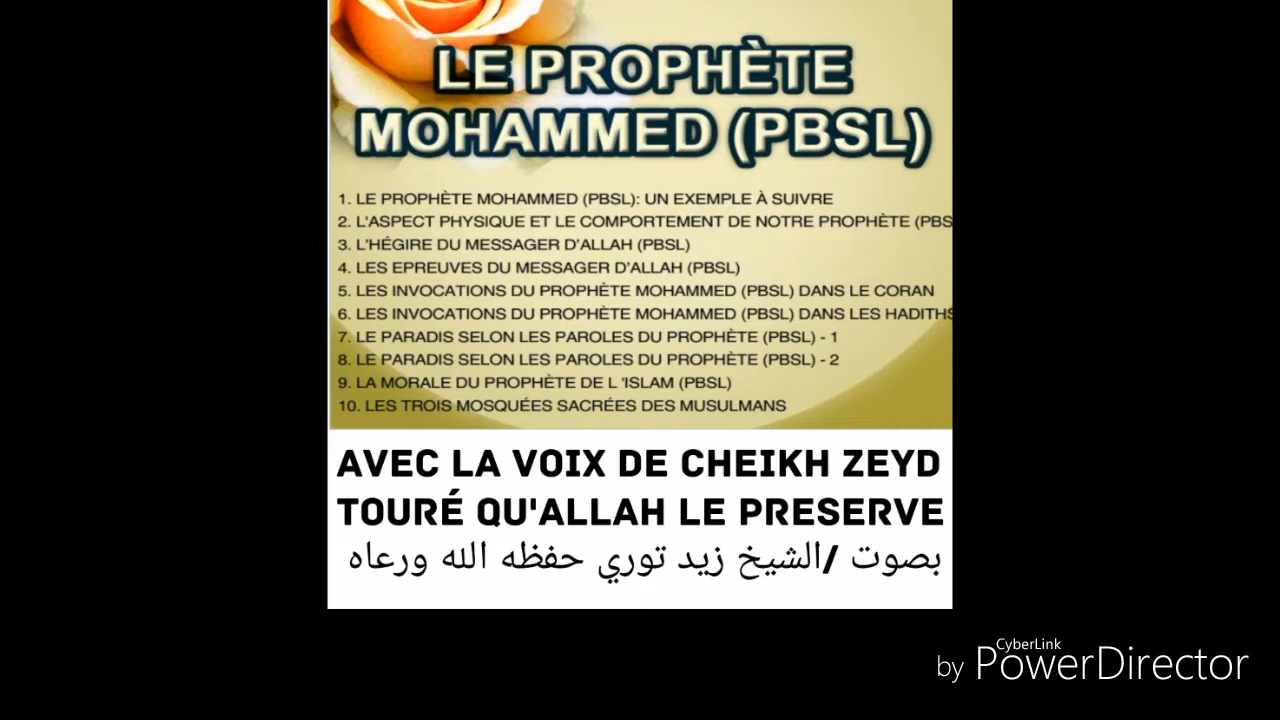 LE PROPHÈTE
MOHAMMED (PBSL)
1. LE PROPHÈTE MOHAMMED (PBSL): UN EXEMPLE À SUIVRE
2. L'ASPECT PHYSIQUE ET LE COMPORTEMENT DE NOTRE PROPHÈTE (PBS
3. L'HÉGIRE DU MESSAGER D'ALLAH (PBSL)
4. LES EPREUVES DU MESSAGER D'ALLAH (PBSL)
5. LES INVOCATIONS DU PROPHÈTE MOHAMMED (PBSL) DANS LE CORAN
6. LES INVOCATIONS DU PROPHÈTE MOHAMMED (PBSL) DANS LES HADITHS
7. LE PARADIS SELON LES PAROLES DU PROPHÈTE (PBSL) - 1
8. LE PARADIS SELON LES PAROLES DU PROPHÈTE (PBSL) - 2
9. LA MORALE DU PROPHÈTE DE L 'ISLAM (PBSL)
10. LES TROIS MOSQUÉES SACRÉES DES MUSULMANS
AVEC LA VOIX DE CHEIKH ZEYD
TOURÉ QU'ALLAH LE PRESERVE
بصوت /الشيخ زيد توري حفظه الله ورعاه
CyberLink
by PowerDirector